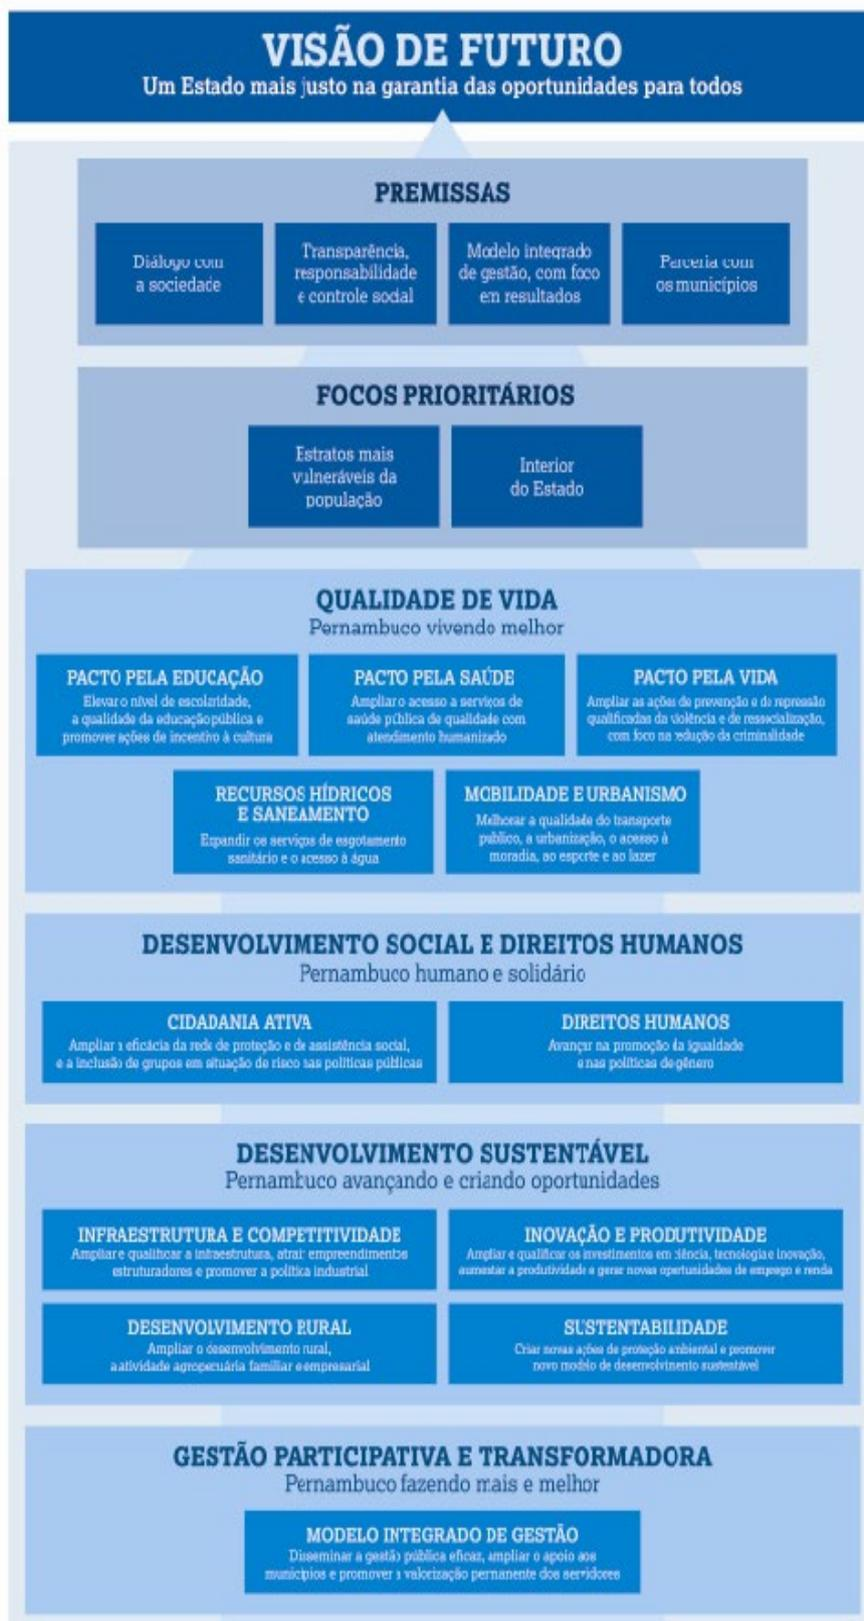 VISÃO DE FUTURO
Um Estado mais justo na garantia das oportunidades para todos
PREMISSAS
Diálogo com
a sociedade
Transparência,
responsabilidade
e controle social
Modelo integrado
de gestão, com foco
em resultados
Parceria com
os municípios
FOCOS PRIORITÁRIOS
Estratos mais
vulneráveis da
população
Interior
do Estado
QUALIDADE DE VIDA
Pernambuco vivendo melhor
PACTO PELA EDUCAÇÃO
Elevar o nível de escolaridade,
a qualidade da educação pública e
promover ações de incentivo à cultura
PACTO PELA SAÚDE
Ampliar o acesso a serviços de
saúde pública de qualidade com
atendimento humanizado
PACTO PELA VIDA
Ampliar as ações de prevenção e de repressão
qualificadas da violência e de ressocialização,
com foco na redução da criminalidade
RECURSOS HÍDRICOS
E SANEAMENTO
Expandir os serviços de esgotamento
sanitário e o acesso à água
MOBILIDADE E URBANISMO
Melhorar a qualidade do transporte
público, a urbanização, o acesso à
moradia, ao esporte e ao lazer
DESENVOLVIMENTO SOCIAL E DIREITOS HUMANOS
Pernambuco humano e solidário
CIDADANIA ATIVA
Ampliar a eficácia da rede de proteção e de assistência social,
e a inclusão de grupos em situação de risco nas políticas públicas
DIREITOS HUMANOS
Avançar na promoção da igualdade
e nas políticas de gênero
DESENVOLVIMENTO SUSTENTÁVEL
Pernambuco avançando e criando oportunidades
INFRAESTRUTURA E COMPETITIVIDADE
Ampliar e qualificar a infraestrutura, atrair empreendimentos
estruturadores e promover a política industrial
INOVAÇÃO E PRODUTIVIDADE
Ampliar e qualificar os investimentos em ciência, tecnologia e inovação,
aumentar a produtividade e gerar novas oportunidades de emprego e renda
DESENVOLVIMENTO RURAL
Ampliar o desenvolvimento rural,
a atividade agropecuária familiar e empresarial
SUSTENTABILIDADE
Criar novas ações de proteção ambiental e promover
novo modelo de desenvolvimento sustentável
GESTÃO PARTICIPATIVA E TRANSFORMADORA
Pernambuco fazendo mais e melhor
MODELO INTEGRADO DE GESTÃO
Disseminar a gestão pública eficaz, ampliar o apoio aos
municípios e promover a valorização permanente dos servidores